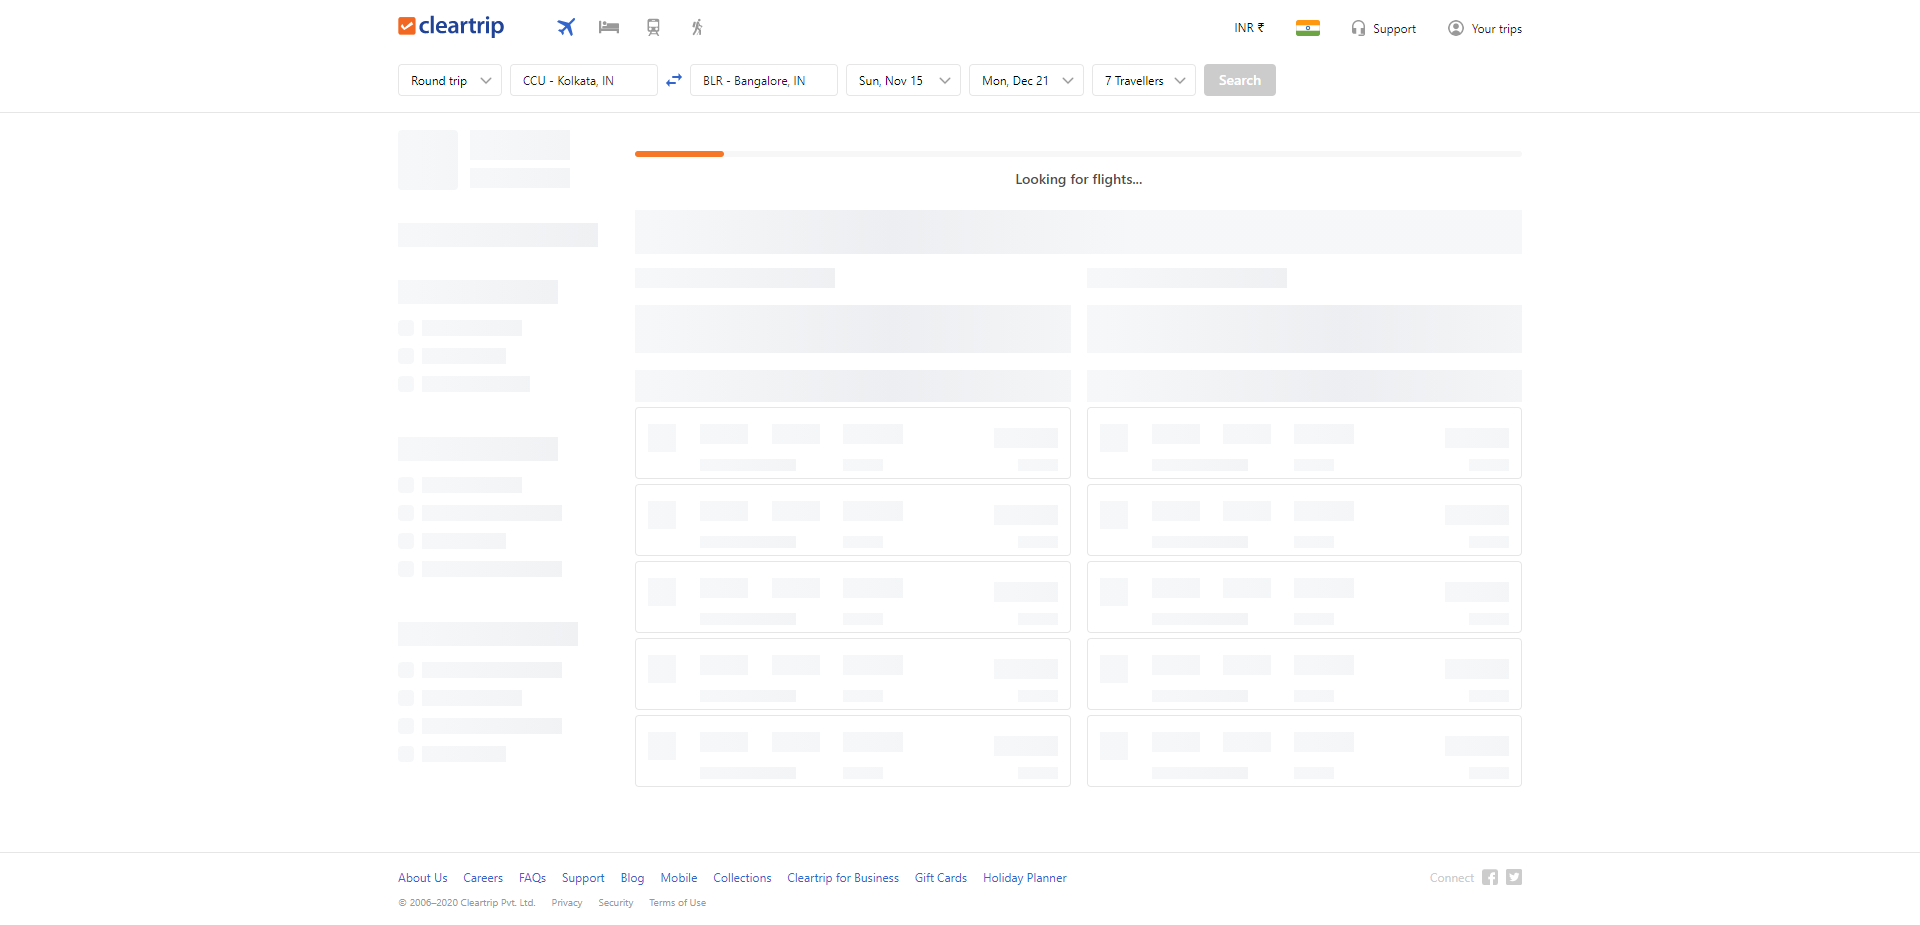 cleartrip
INR ₹
Support
Your trips
Round trip
CCU - Kolkata, IN
BLR - Bangalore, IN
Sun, Nov 15
Mon, Dec 21
7 Travellers
Search
Looking for flights...
About Us Careers FAQs Support Blog Mobile Collections Cleartrip for Business Gift Cards Holiday Planner
Connect
© 2006–2020 Cleartrip Pvt. Ltd. Privacy Security Terms of Use